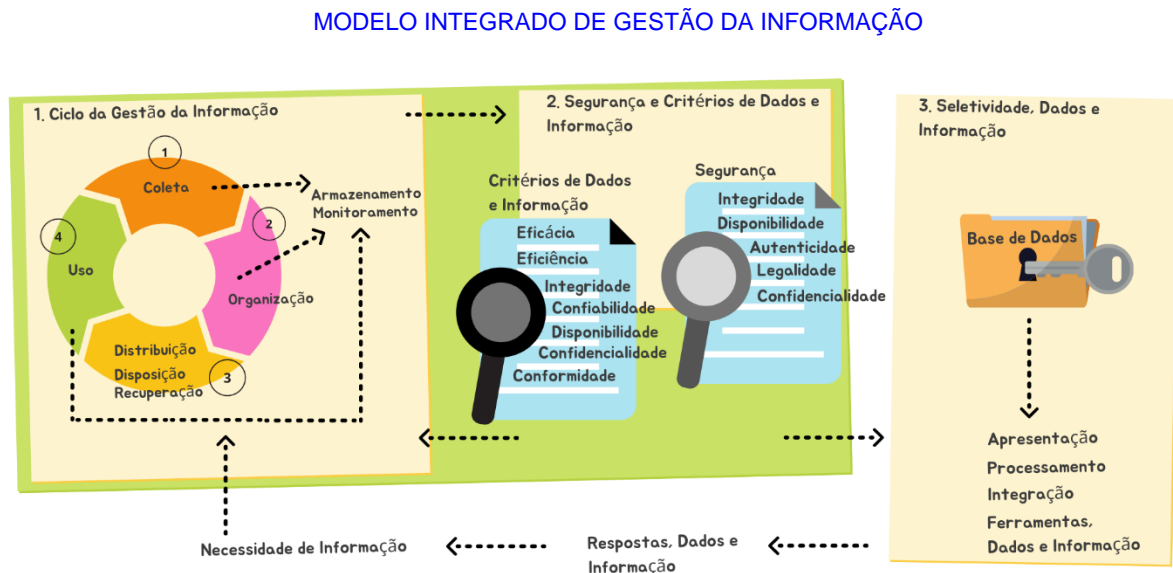 MODELO INTEGRADO DE GESTÃO DA INFORMAÇÃO
1. Ciclo da Gestão da Informação
1
Coleta
2
Organização
Distribuição
Disposição
Recuperação
3
4
Uso
Armazenamento
Monitoramento
2. Segurança e Critérios de Dados e
Informação
Critérios de Dados
e Informação
Eficácia
Eficiência
Integridade
Confiabilidade
Disponibilidade
Confidencialidade
Conformidade
Segurança
Integridade
Disponibilidade
Autenticidade
Legalidade
Confidencialidade
3. Seletividade, Dados e
Informação
Base de Dados
Apresentação
Processamento
Integração
Ferramentas,
Dados e Informação
Respostas, Dados e
Informação
Necessidade de Informação